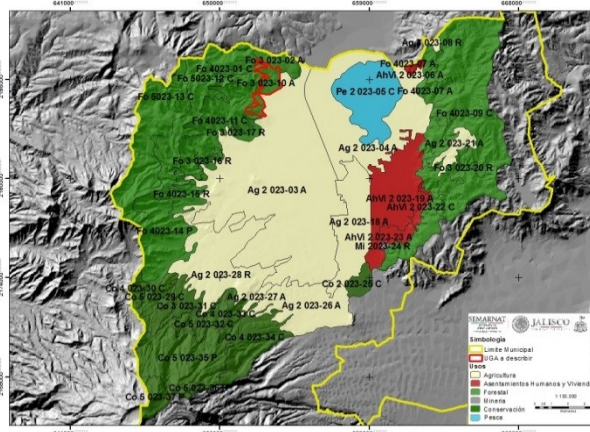 641000 650000 659000 668000
Ag 2 023-08 R
Fo 3 023-02 A
Fo 4023-01 C
Fo 4023-07 A
AhVi 2 023-06 A
Fo 5023-12 C
Fo 3 023-10 A
Pe 2 023-05 C
Fo 4023-07 A
Fo 5023-13 C
Fo 4023-09 C
Fo 4023-11 C
Fo 3 023-17 R
Ag 2 023-04 A
Ag 2 023-21 A
Fo 3 023-16 R
Fo 3 023-20 R
Ag 2 023-03 A
Fo 4023-15 R
AhVi 2 023-19 A
AhVi 2 023-22 C
Ag 2 023-18 A
Fo 4023-14 P
AhVi 2 023-23 A
Mi 2023-24 R
Ag 2 023-28 R
Co 2 023-25 C
Co 4 023-30 C
Co 5 023-29 C
Ag 2 023-27 A
Co 3 023-31 C
Ag 2 023-26 A
Co 4 023-33 C
Co 5 023-32 C
Co 4 023-34 C
Co 5 023-35 P
SEMARNAT JALISCO
Simbología
Limite Municipal
UGA a describir
Usos
Agricultura
Asentamientos Humanos y Viviend
Forestal
Mineria
Conservación
Pesca